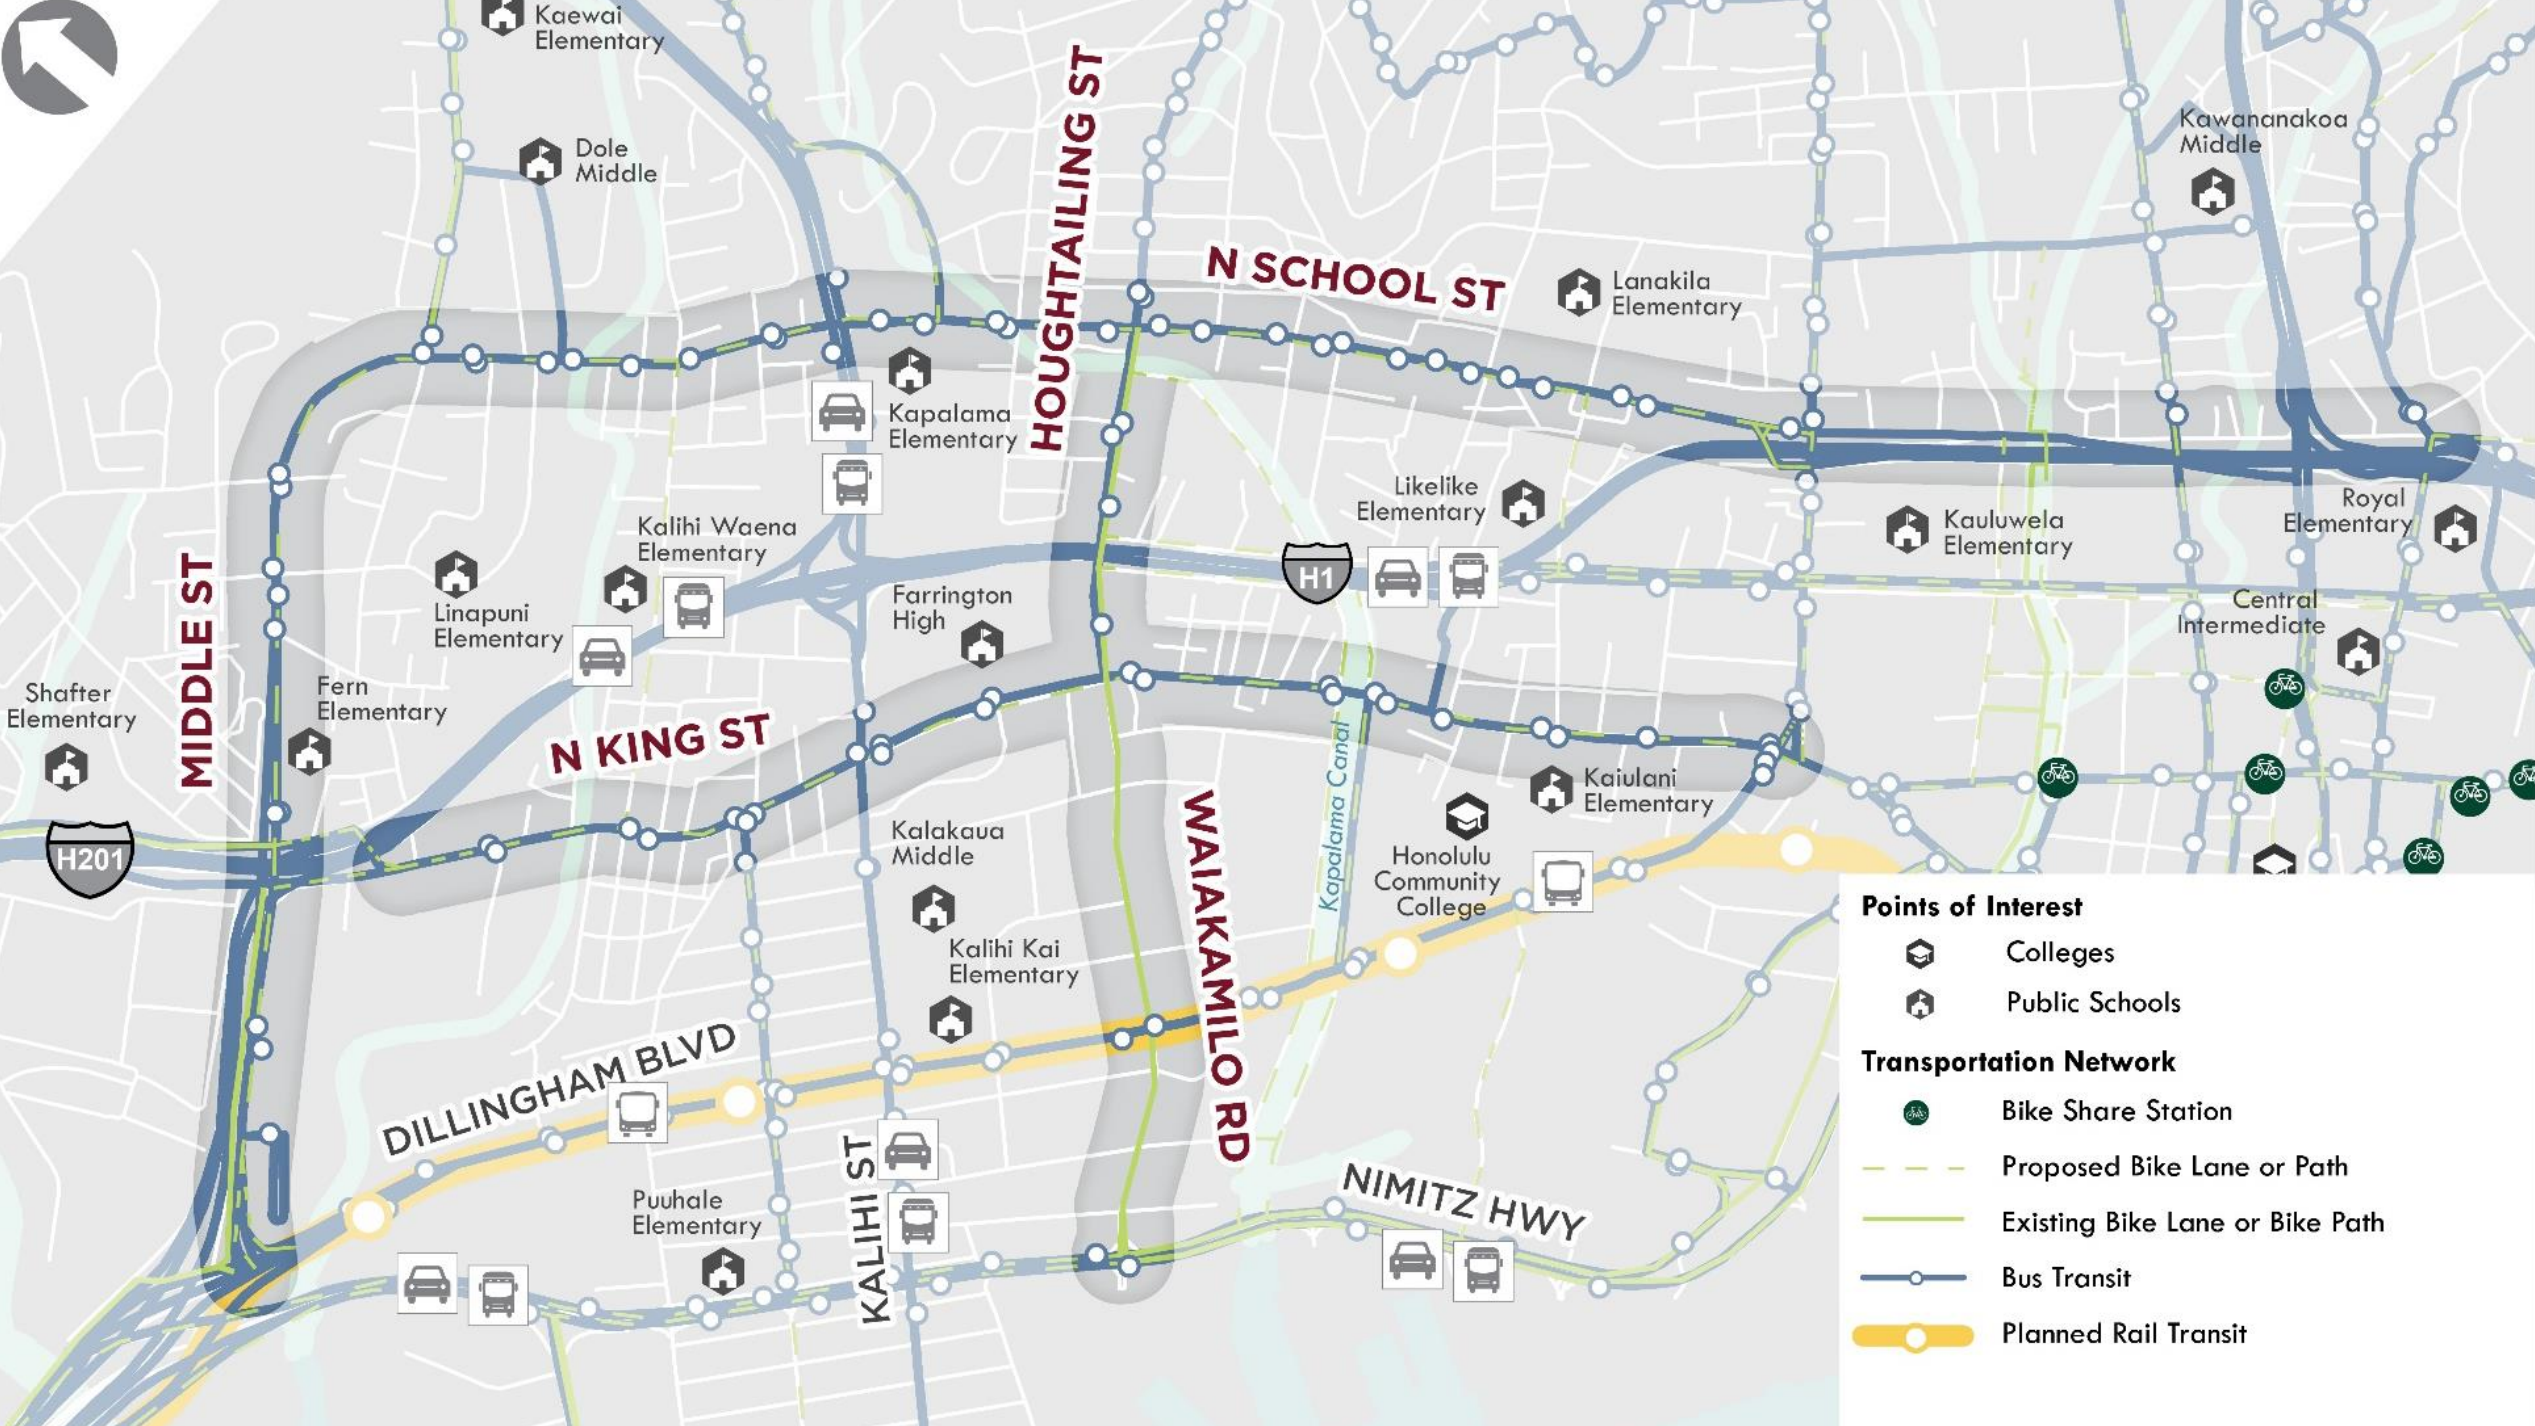 Kaewai
Elementary
Dole
Middle
HOUGHTAILING ST
Kawananakoa
Middle
N SCHOOL ST
Lanakila
Elementary
Kapalama
Elementary
Likelike
Elementary
Kalihi Waena
Elementary
Kauluwela
Elementary
Royal
Elementary
MIDDLE ST
Linapuni
Elementary
Farrington
High
H1
Central
Intermediate
Shafter
Elementary
Fern
Elementary
N KING ST
Kapalama Canal
Kaiulani
Elementary
H201
Kalakaua
Middle
WAIAKAMILO RD
Honolulu
Community
College
Kalihi Kai
Elementary
DILLINGHAM BLVD
KALIHI ST
NIMITZ HWY
Puuhale
Elementary
Points of Interest
Colleges
Public Schools
Transportation Network
Bike Share Station
Proposed Bike Lane or Path
Existing Bike Lane or Bike Path
Bus Transit
Planned Rail Transit